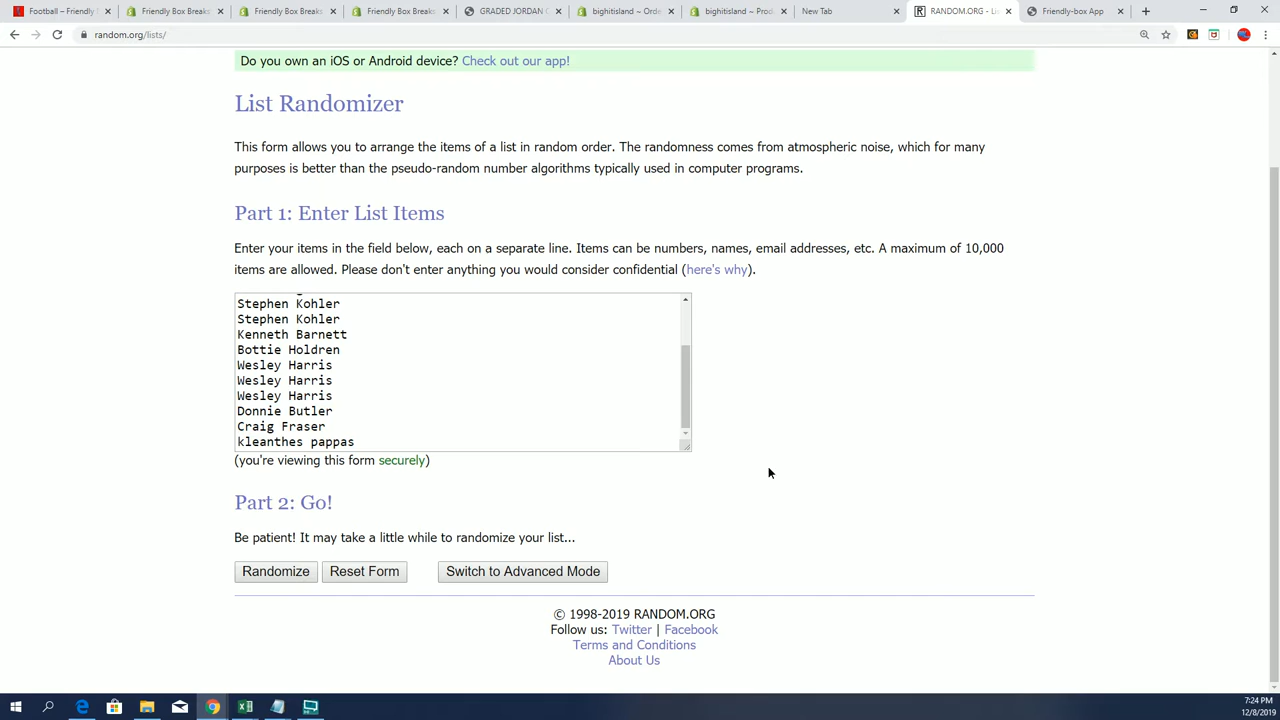 Football – Friendly
Friendly Box Breaks
Friendly Box Breaks
Friendly Box Breaks
GRADED JORDAN
bighitisland ~ Orde
bighitisland ~ Prod
New Tab
RANDOM.ORG - Li
Friendly-box App
random.org/lists/
Do you own an iOS or Android device? Check out our app!
List Randomizer
This form allows you to arrange the items of a list in random order. The randomness comes from atmospheric noise, which for many
purposes is better than the pseudo-random number algorithms typically used in computer programs.
Part 1: Enter List Items
Enter your items in the field below, each on a separate line. Items can be numbers, names, email addresses, etc. A maximum of 10,000
items are allowed. Please don't enter anything you would consider confidential (here's why).
Stephen Kohler
Stephen Kohler
Kenneth Barnett
Bottie Holdren
Wesley Harris
Wesley Harris
Wesley Harris
Donnie Butler
Craig Fraser
kleanthes pappas
(you're viewing this form securely)
Part 2: Go!
Be patient! It may take a little while to randomize your list...
Randomize Reset Form Switch to Advanced Mode
© 1998-2019 RANDOM.ORG
Follow us: Twitter | Facebook
Terms and Conditions
About Us
7:24 PM
12/8/2019